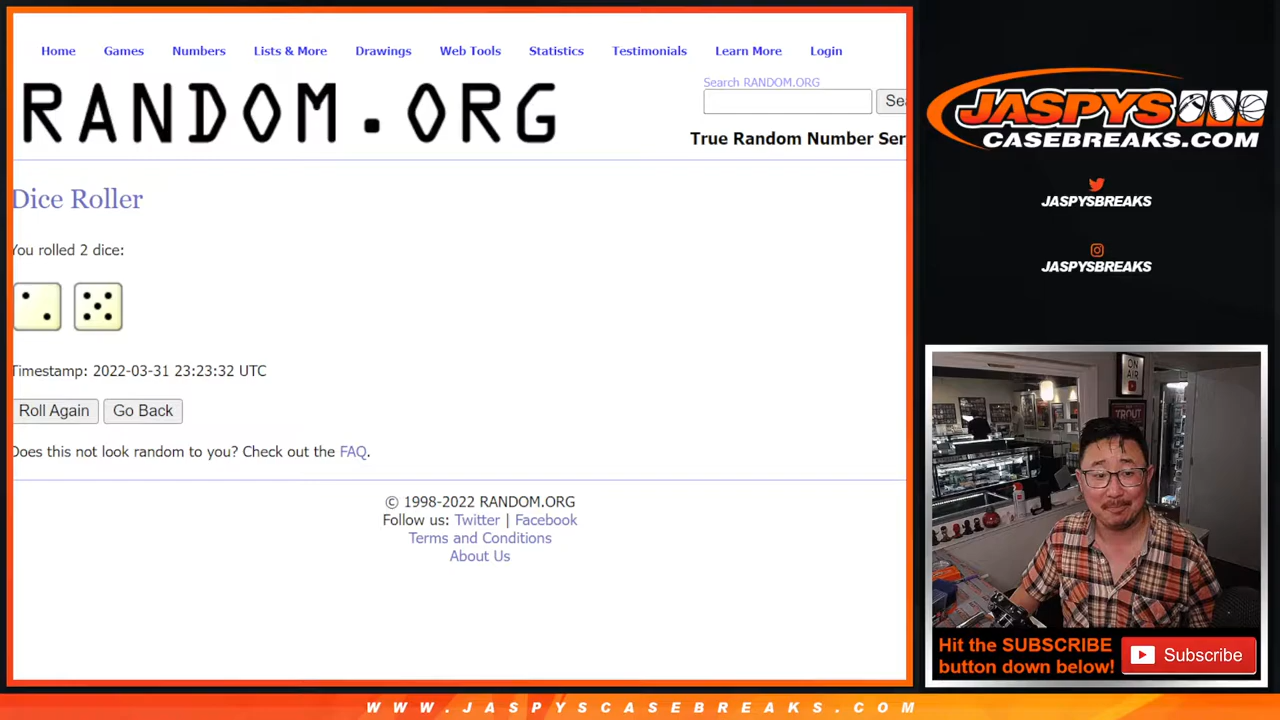 Home Games Numbers Lists & More Drawings Web Tools Statistics Testimonials Learn More Login
RANDOM.ORG
Search RANDOM.ORG
Sea
True Random Number Ser
Dice Roller
You rolled 2 dice:
Timestamp: 2022-03-31 23:23:32 UTC
Roll Again Go Back
Does this not look random to you? Check out the FAQ.
© 1998-2022 RANDOM.ORG
Follow us: Twitter | Facebook
Terms and Conditions
About Us
JASPYS
CASEBREAKS.COM
JASPYSBREAKS
JASPYSBREAKS
ON
AIR
TROUT
Hit the SUBSCRIBE
button down below!
Subscribe
WWW.JASPYSCASEBREAKS.COM